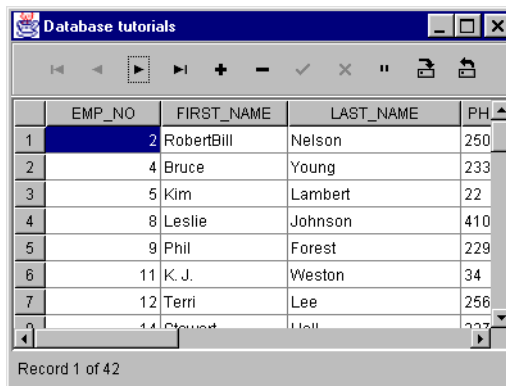 Database tutorials
EMP_NO FIRST_NAME LAST_NAME PH
1 2 RobertBill Nelson 250
2 4 Bruce Young 233
3 5 Kim Lambert 22
4 8 Leslie Johnson 410
5 9 Phil Forest 229
6 11 K. J. Weston 34
7 12 Terri Lee 256
Record 1 of 42